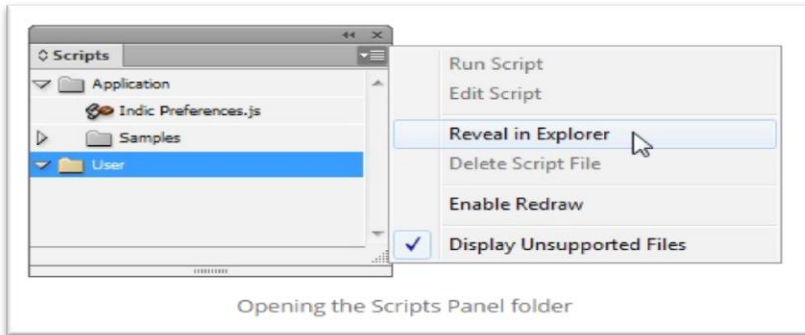 Scripts
Application
Indic Preferences.js
Samples
User
Run Script
Edit Script
Reveal in Explorer
Delete Script File
Enable Redraw
Display Unsupported Files
Opening the Scripts Panel folder